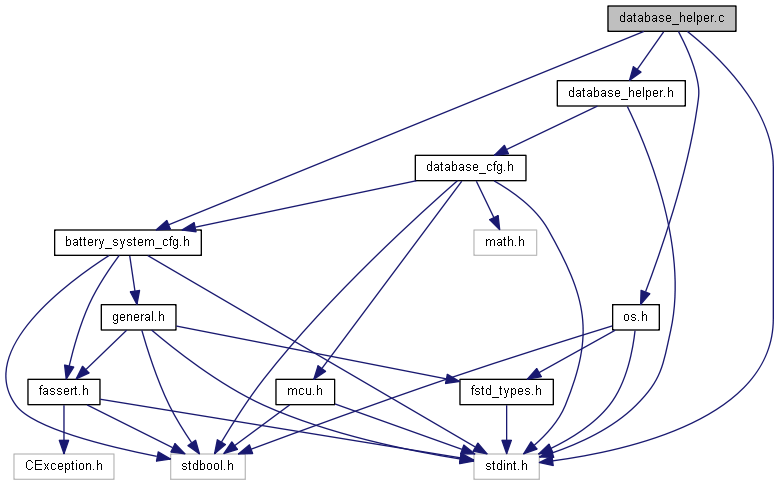 database_helper.c
database_helper.h
database_cfg.h
battery_system_cfg.h
math.h
general.h
os.h
fassert.h
mcu.h
fstd_types.h
CException.h
stdbool.h
stdint.h